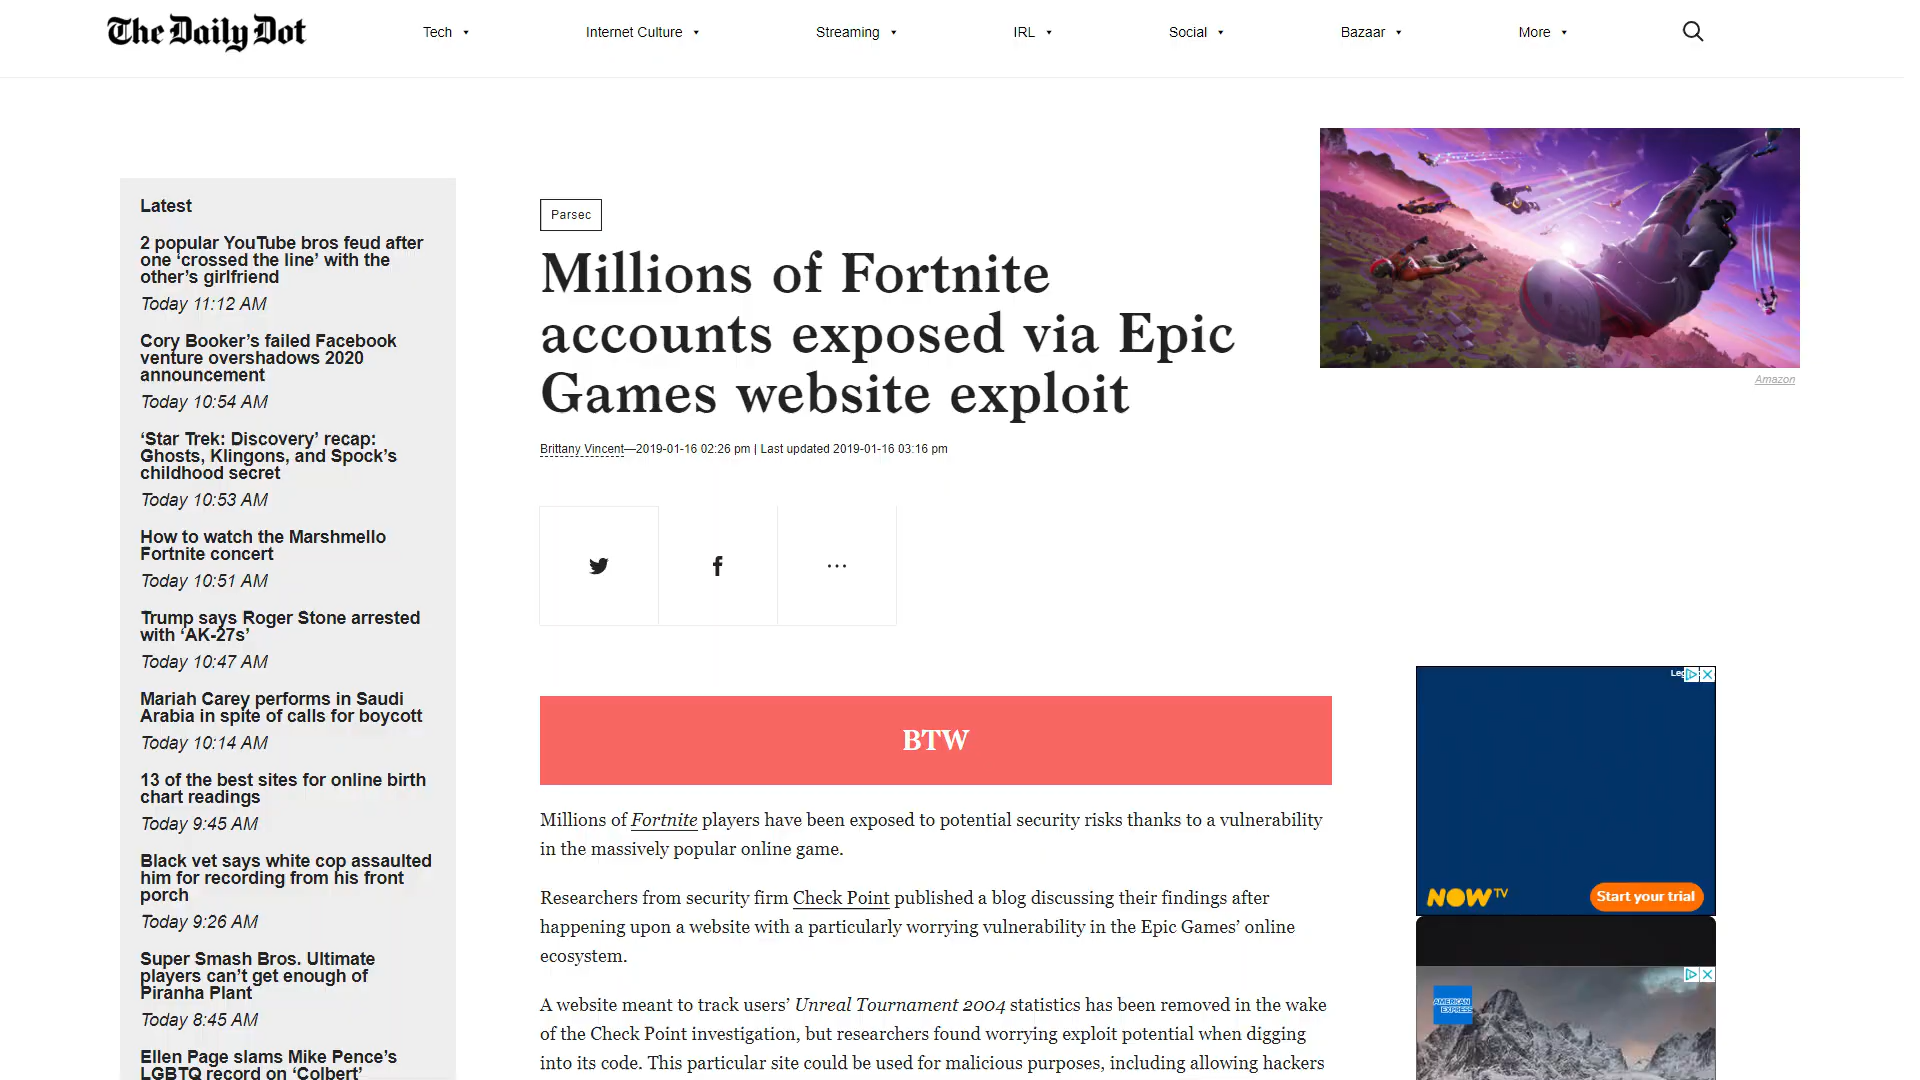 The Daily Dot
Tech
Internet Culture
Streaming
IRL
Social
Bazaar
More
Latest
2 popular YouTube bros feud after
one ‘crossed the line’ with the
other’s girlfriend
Today 11:12 AM
Cory Booker’s failed Facebook
venture overshadows 2020
announcement
Today 10:54 AM
‘Star Trek: Discovery’ recap:
Ghosts, Klingons, and Spock’s
childhood secret
Today 10:53 AM
How to watch the Marshmello
Fortnite concert
Today 10:51 AM
Trump says Roger Stone arrested
with ‘AK-27s’
Today 10:47 AM
Mariah Carey performs in Saudi
Arabia in spite of calls for boycott
Today 10:14 AM
13 of the best sites for online birth
chart readings
Today 9:45 AM
Black vet says white cop assaulted
him for recording from his front
porch
Today 9:26 AM
Super Smash Bros. Ultimate
players can’t get enough of
Piranha Plant
Today 8:45 AM
Ellen Page slams Mike Pence’s
LGBTQ record on ‘Colbert’
Parsec
Millions of Fortnite
accounts exposed via Epic
Games website exploit
Brittany Vincent—2019-01-16 02:26 pm | Last updated 2019-01-16 03:16 pm
BTW
Millions of Fortnite players have been exposed to potential security risks thanks to a vulnerability
in the massively popular online game.
Researchers from security firm Check Point published a blog discussing their findings after
happening upon a website with a particularly worrying vulnerability in the Epic Games’ online
ecosystem.
A website meant to track users’ Unreal Tournament 2004 statistics has been removed in the wake
of the Check Point investigation, but researchers found worrying exploit potential when digging
into its code. This particular site could be used for malicious purposes, including allowing hackers
Amazon
NOW TV
Start your trial
AMERICAN
EXPRESS